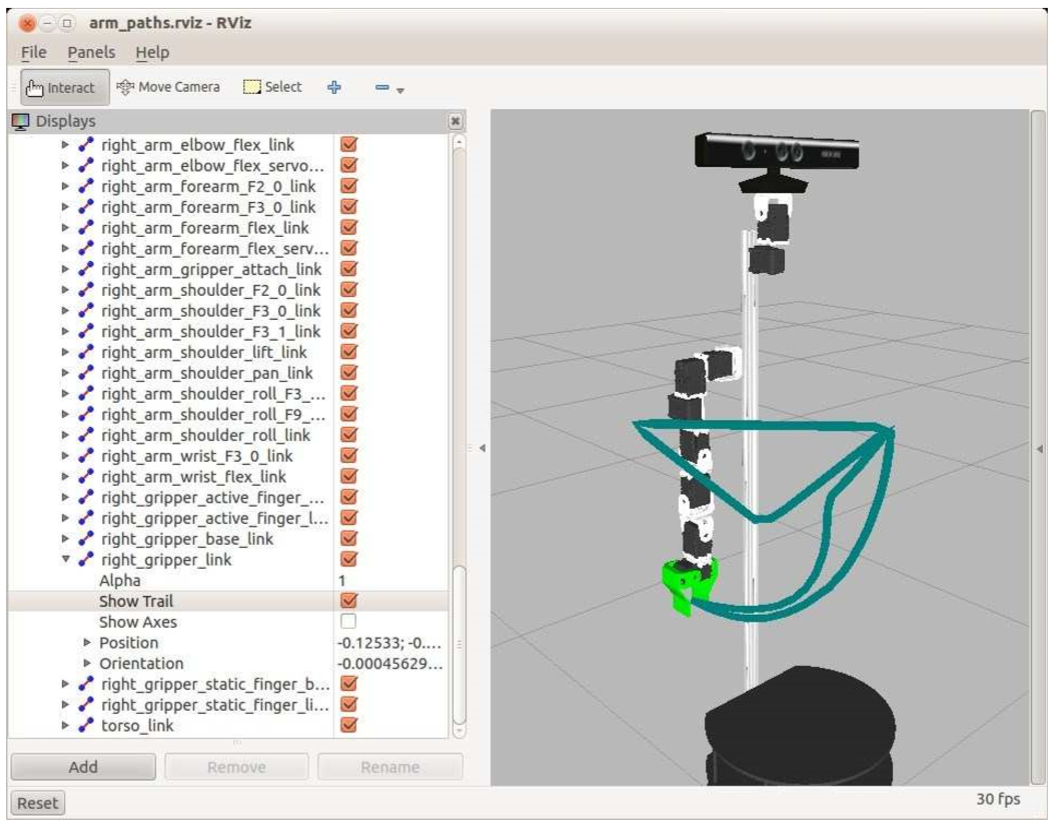 arm_paths.rviz - RViz
File Panels Help
Interact Move Camera Select
Displays
right_arm_elbow_flex_link
right_arm_elbow_flex_servo...
right_arm_forearm_F2_0_link
right_arm_forearm_F3_0_link
right_arm_forearm_flex_link
right_arm_forearm_flex_serv...
right_arm_gripper_attach_link
right_arm_shoulder_F2_0_link
right_arm_shoulder_F3_0_link
right_arm_shoulder_F3_1_link
right_arm_shoulder_lift_link
right_arm_shoulder_pan_link
right_arm_shoulder_roll_F3_...
right_arm_shoulder_roll_F9_...
right_arm_shoulder_roll_link
right_arm_wrist_F3_0_link
right_arm_wrist_flex_link
right_gripper_active_finger_...
right_gripper_active_finger_l...
right_gripper_base_link
right_gripper_link
Alpha 1
Show Trail
Show Axes
Position -0.12533; -0....
Orientation -0.00045629...
right_gripper_static_finger_b...
right_gripper_static_finger_li...
torso_link
Add Remove Rename
Reset 30 fps